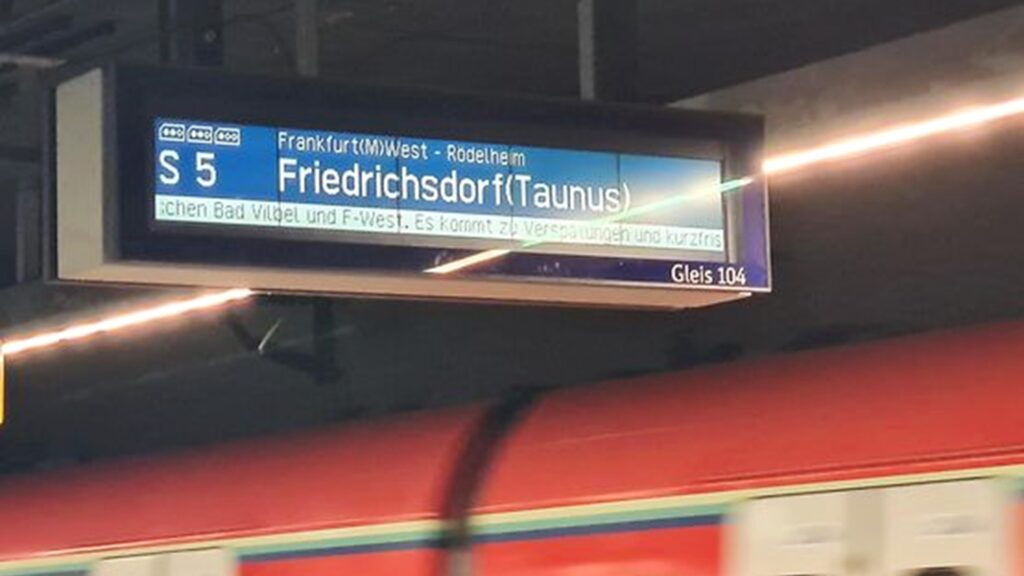 S 5
Frankfurt(M)West - Rödelheim
Friedrichsdorf(Taunus)
chen Bad Vilbel und F-West. Es kommt zu Verspätungen und kurzfris
Gleis 104